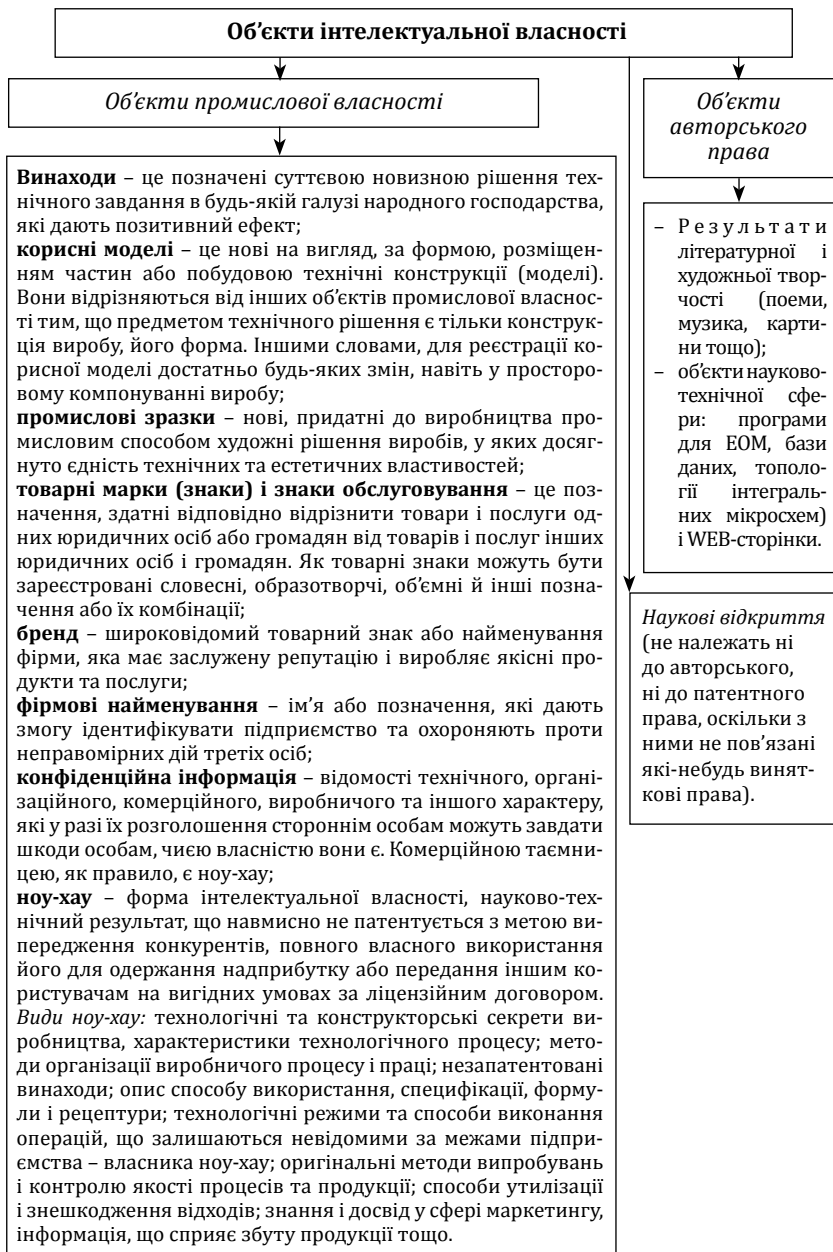 Об’єкти інтелектуальної власності
Об’єкти промислової власності
Винаходи – це позначені суттєвою новизною рішення тех-
нічного завдання в будь-якій галузі народного господарства,
які дають позитивний ефект;
корисні моделі – це нові на вигляд, за формою, розміщен-
ням частин або побудовою технічні конструкції (моделі).
Вони відрізняються від інших об’єктів промислової власнос-
ті тим, що предметом технічного рішення є тільки конструк-
ція виробу, його форма. Іншими словами, для реєстрації ко-
рисної моделі достатньо будь-яких змін, навіть у просторо-
вому компонуванні виробу;
промислові зразки – нові, придатні до виробництва про-
мисловим способом художні рішення виробів, у яких досяг-
нуто єдність технічних та естетичних властивостей;
товарні марки (знаки) і знаки обслуговування – це поз-
начення, здатні відповідно відрізнити товари і послуги од-
них юридичних осіб або громадян від товарів і послуг інших
юридичних осіб і громадян. Як товарні знаки можуть бути
зареєстровані словесні, образотворчі, об’ємні й інші позна-
чення або їх комбінації;
бренд – широковідомий товарний знак або найменування
фірми, яка має заслужену репутацію і виробляє якісні про-
дукти та послуги;
фірмові найменування – ім’я або позначення, які дають
змогу ідентифікувати підприємство та охороняють проти
неправомірних дій третіх осіб;
конфіденційна інформація – відомості технічного, органі-
заційного, комерційного, виробничого та іншого характеру,
які у разі їх розголошення стороннім особам можуть завдати
шкоди особам, чиєю власністю вони є. Комерційною таємни-
цею, як правило, є ноу-хау;
ноу-хау – форма інтелектуальної власності, науково-тех-
нічний результат, що навмисно не патентується з метою ви-
передження конкурентів, повного власного використання
його для одержання надприбутку або передання іншим ко-
ристувачам на вигідних умовах за ліцензійним договором.
Види ноу-хау: технологічні та конструкторські секрети ви-
робництва, характеристики технологічного процесу; мето-
ди організації виробничого процесу і праці; незапатентовані
винаходи; опис способу використання, специфікації, форму-
ли і рецептури; технологічні режими та способи виконання
операцій, що залишаються невідомими за межами підпри-
ємства – власника ноу-хау; оригінальні методи випробувань
і контролю якості процесів та продукції; способи утилізації
і знешкодження відходів; знання і досвід у сфері маркетингу,
інформація, що сприяє збуту продукції тощо.
Об’єкти
авторського
права
– Результати
літературної і
художньої твор-
чості (поеми,
музика, карти-
ни тощо);
– об’єкти науково-
технічної сфе-
ри: програми
для ЕОМ, бази
даних, тополо-
гії інтеграль-
них мікросхем)
і WEB-сторінки.
Наукові відкриття
(не належать ні
до авторського,
ні до патентного
права, оскільки з
ними не пов’язані
які-небудь винят-
кові права).